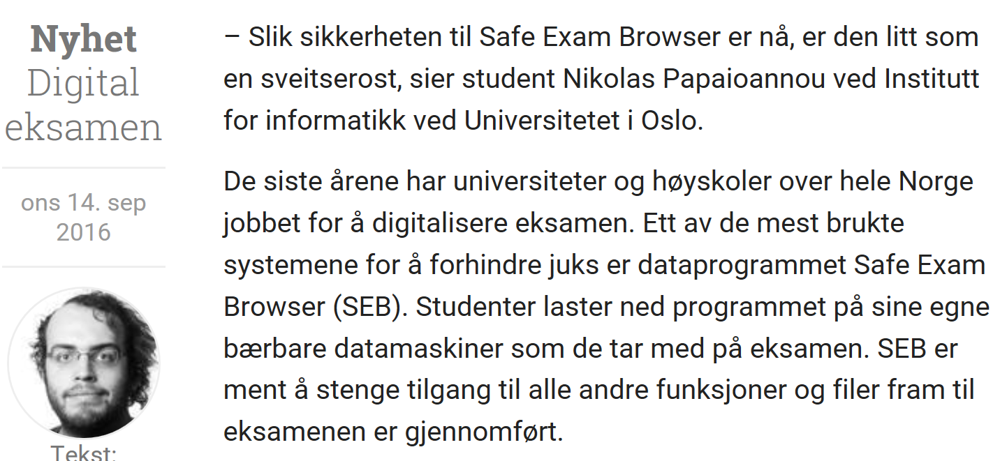 Nyhet
Digital
eksamen
ons 14. sep
2016
Tekst:
– Slik sikkerheten til Safe Exam Browser er nå, er den litt som
en sveitserost, sier student Nikolas Papaioannou ved Institutt
for informatikk ved Universitetet i Oslo.
De siste årene har universiteter og høyskoler over hele Norge
jobbet for å digitalisere eksamen. Ett av de mest brukte
systemene for å forhindre juks er dataprogrammet Safe Exam
Browser (SEB). Studenter laster ned programmet på sine egne
bærbare datamaskiner som de tar med på eksamen. SEB er
ment å stenge tilgang til alle andre funksjoner og filer fram til
eksamenen er gjennomført.